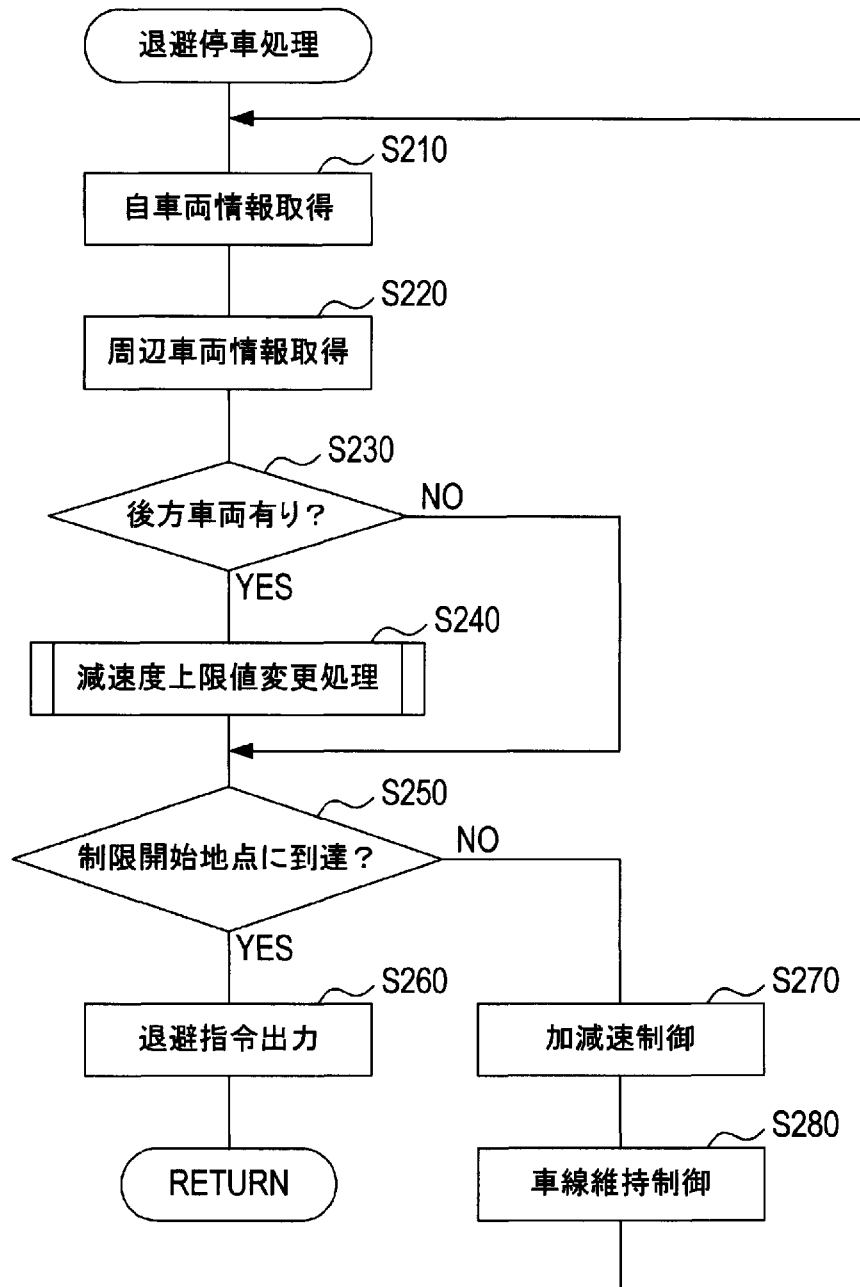 退避停車処理
S210
自車両情報取得
S220
周辺車両情報取得
S230
後方車両有り?
NO
YES
S240
減速度上限値変更処理
S250
制限開始地点に到達?
NO
YES
S260
退避指令出力
S270
加減速制御
S280
車線維持制御
RETURN